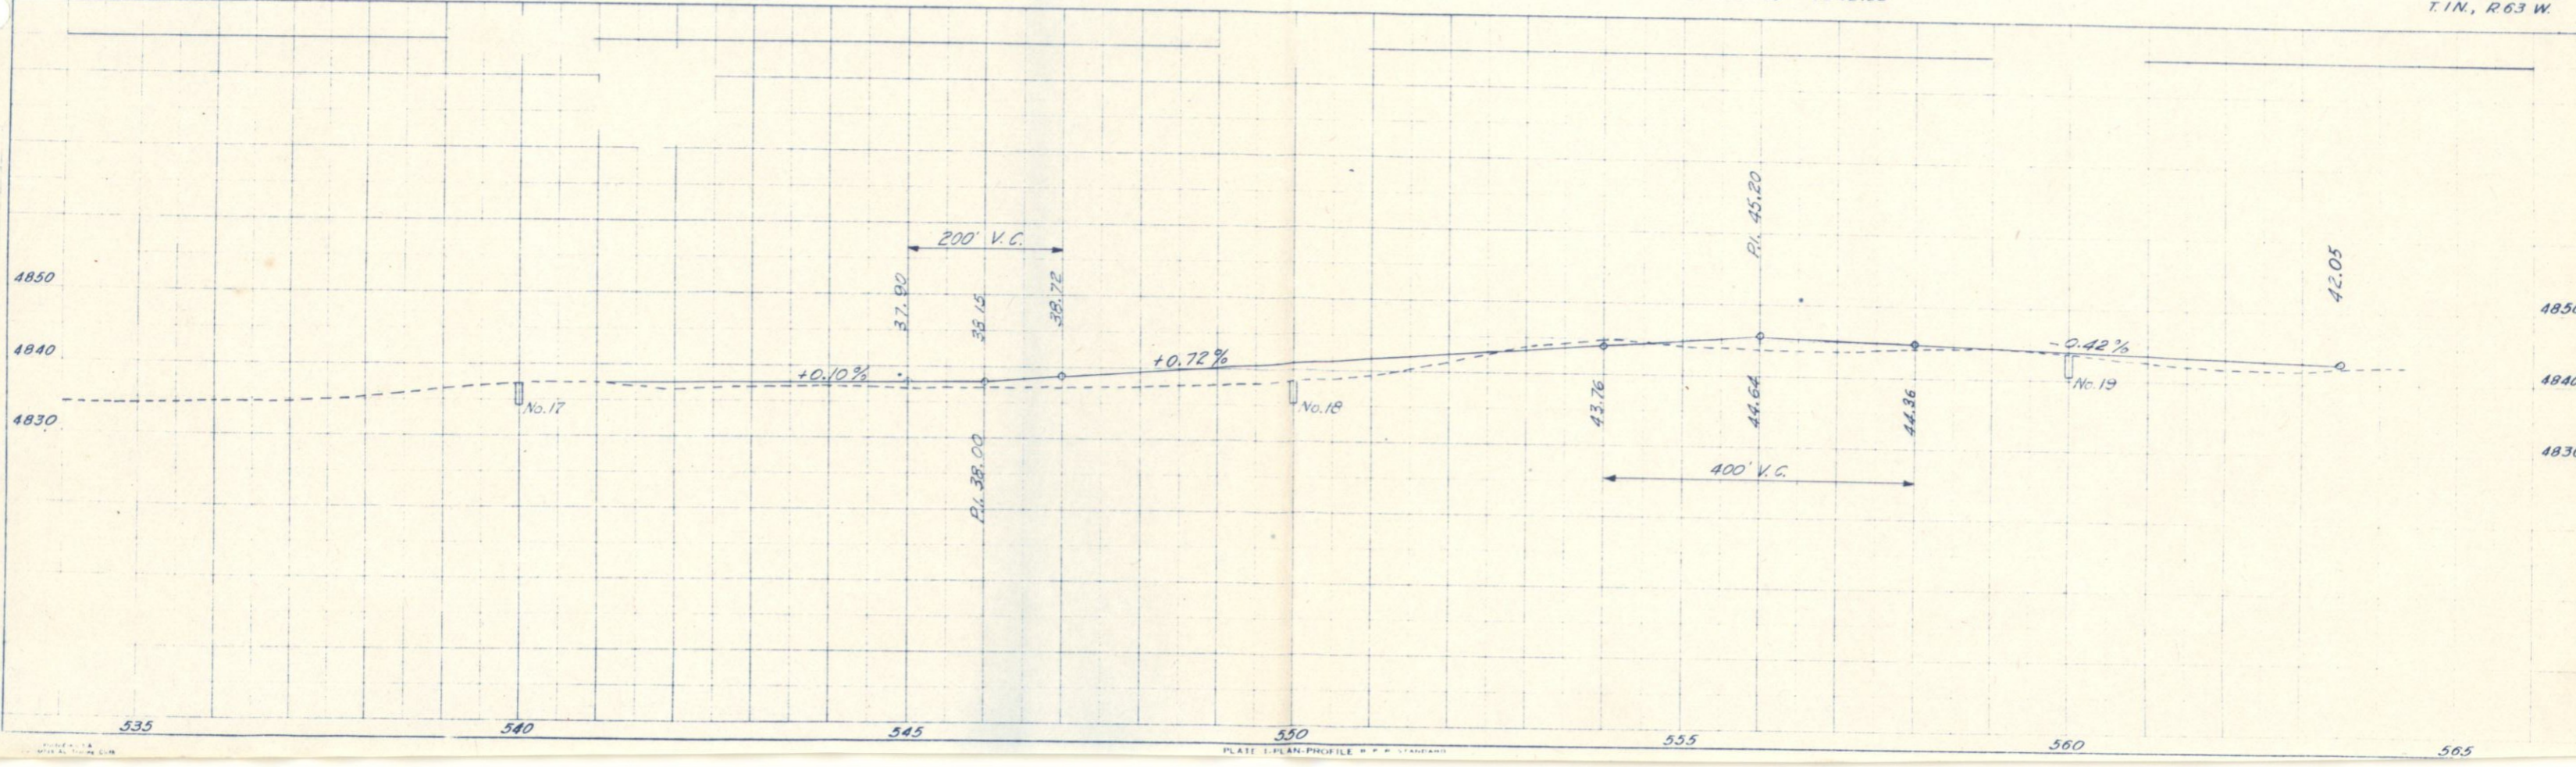 T. 1 N., R 63 W.
P.I. 45.20
200' V.C.
42.05
4850
37.90
38.15
38.72
4850
4840
+0.10%
+0.72%
-0.42%
4840
No.17
No.18
No.19
43.76
44.64
44.36
4830
4830
P.I. 38.00
400' V.C.
535
540
545
550
555
560
565
PLATE 1-PLAN-PROFILE
STANDARD